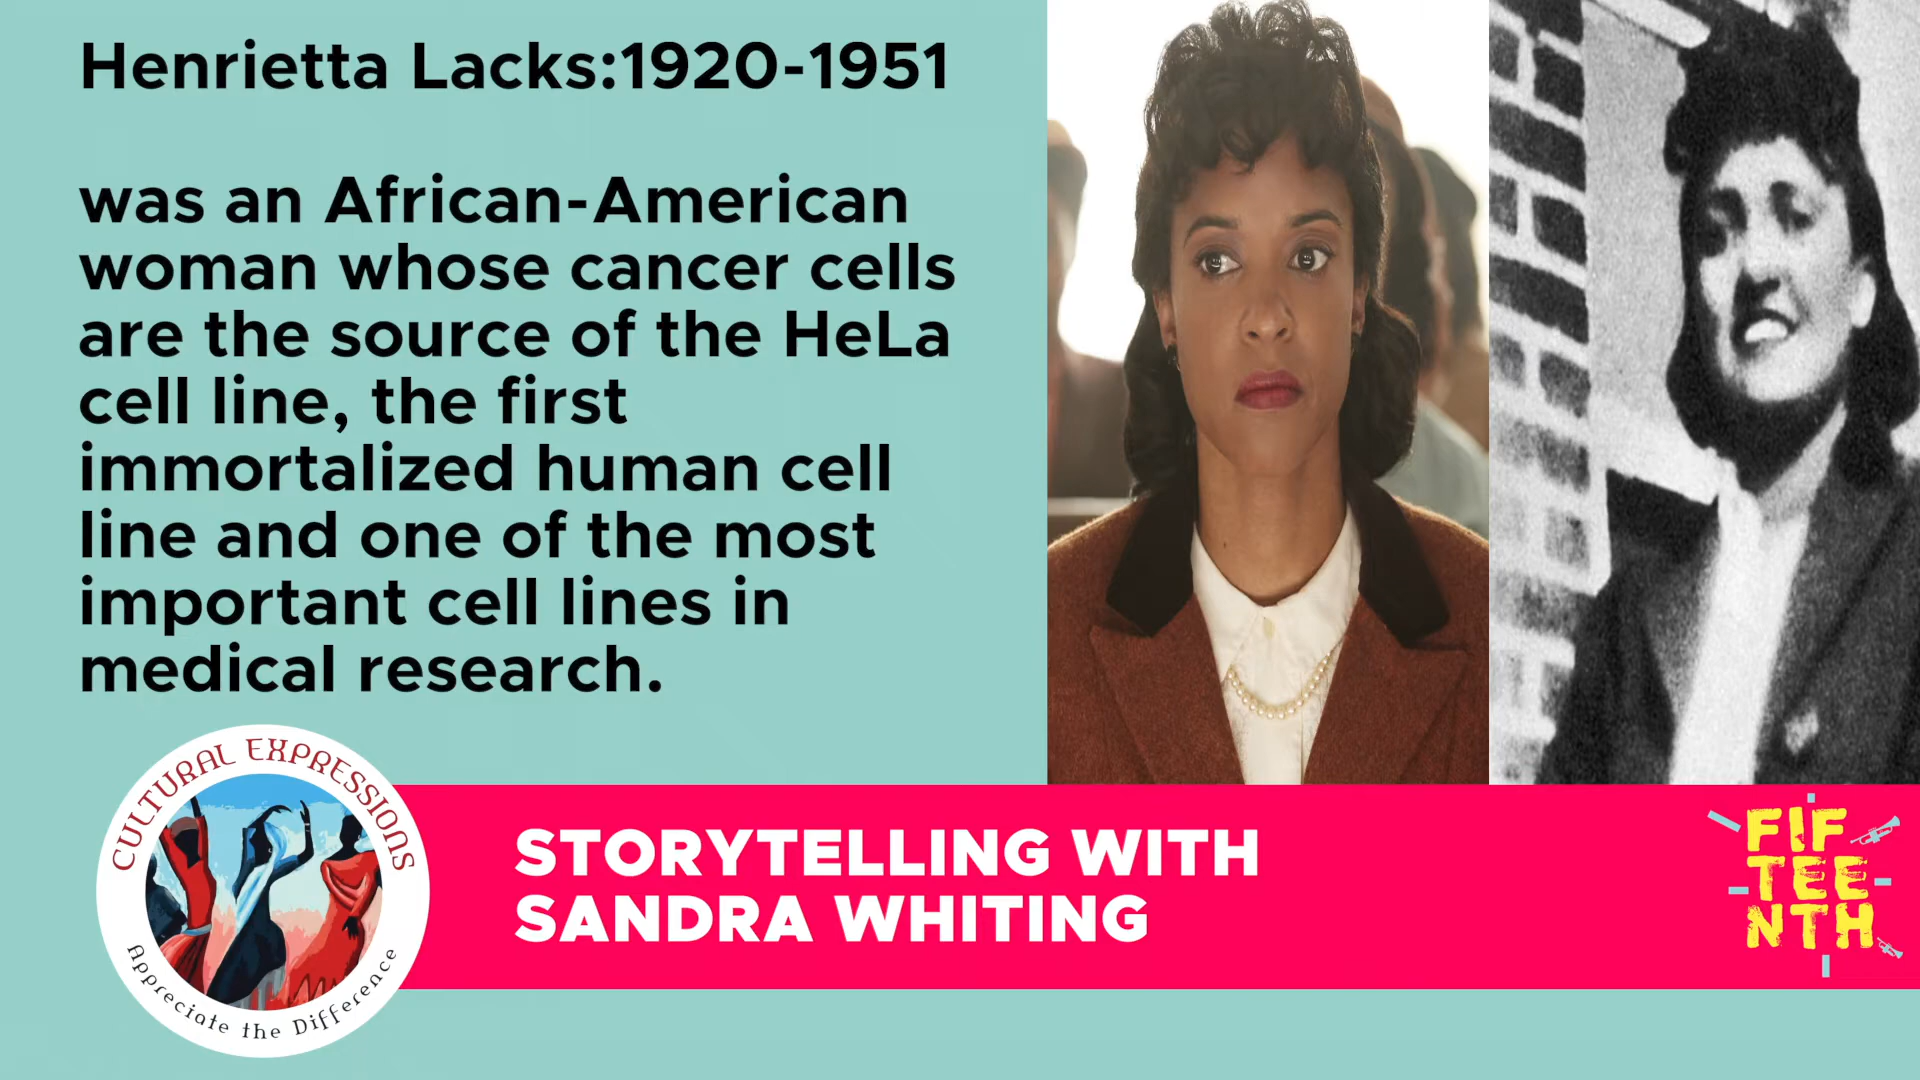 Henrietta Lacks:1920-1951
was an African-American
woman whose cancer cells
are the source of the HeLa
cell line, the first
immortalized human cell
line and one of the most
important cell lines in
medical research.
CULTURAL EXPRESSIONS
Appreciate the Difference
STORYTELLING WITH
SANDRA WHITING
FIF
TEE
NTH